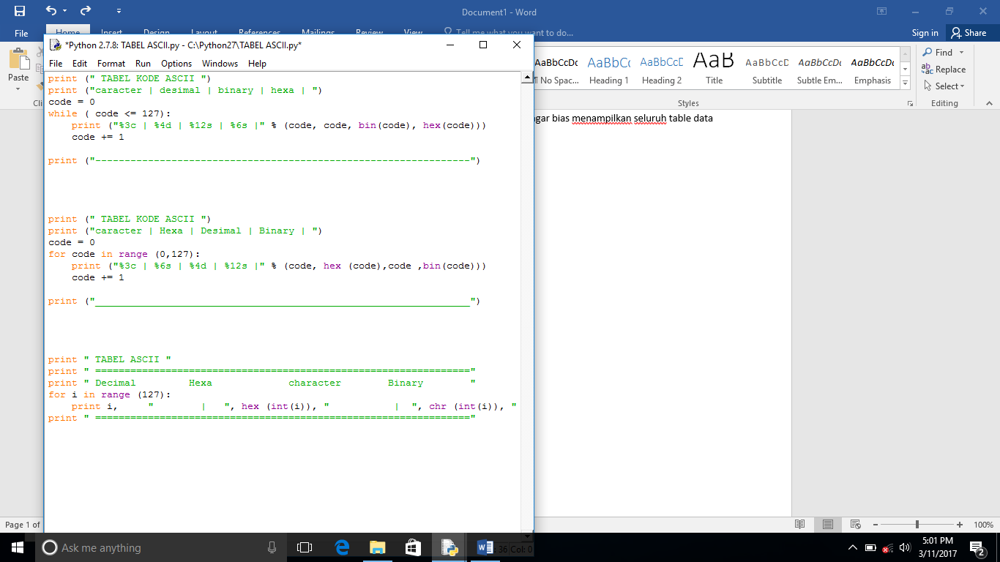 Document1 - Word
File Home Insert Design Layout References Mailings Review View Tell me what you want to do... Sign in Share
*Python 2.7.8: TABEL ASCII.py - C:\Python27\TABEL ASCII.py*
File Edit Format Run Options Windows Help
print (" TABEL KODE ASCII ")
print ("caracter | desimal | binary | hexa | ")
code = 0
while ( code <= 127):
    print ("%3c | %4d | %12s | %6s |" % (code, code, bin(code), hex(code)))
    code += 1
print ("----------------------------------------------------------------")
print (" TABEL KODE ASCII ")
print ("caracter | Hexa | Desimal | Binary | ")
code = 0
for code in range (0,127):
    print ("%3c | %6s | %4d | %12s |" % (code, hex (code),code ,bin(code)))
    code += 1
print ("________________________________________________________________")
print " TABEL ASCII "
print " ================================================================"
print " Decimal         Hexa             character        Binary        "
for i in range (127):
    print i,     "        |   ", hex (int(i)), "           |  ", chr (int(i)), "
print " ================================================================"
Paste
AaBbCcDc AaBbCc AaBbCcD AaB AaBbCcD AaBbCcDc AaBbCcDc
¶ No Spac... Heading 1 Heading 2 Title Subtitle Subtle Em... Emphasis
Styles
Find
Replace
Select
Editing
gar bias menampilkan seluruh table data
Page 1 of
: 36 Col: 0
100%
Ask me anything
5:01 PM
3/11/2017
2